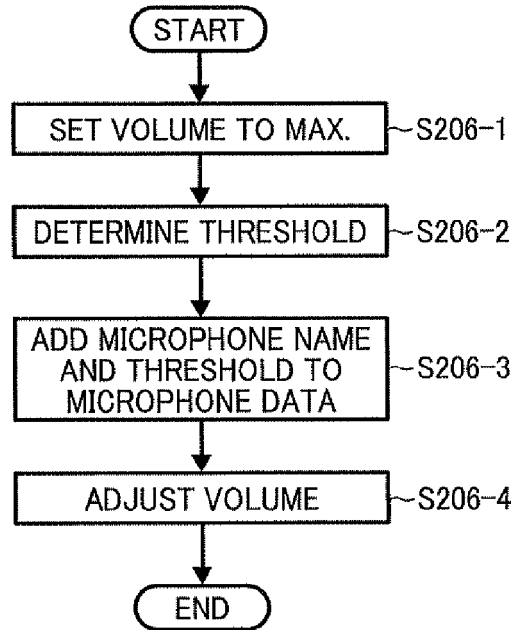 START
SET VOLUME TO MAX.
S206-1
DETERMINE THRESHOLD
S206-2
ADD MICROPHONE NAME
AND THRESHOLD TO
MICROPHONE DATA
S206-3
ADJUST VOLUME
S206-4
END